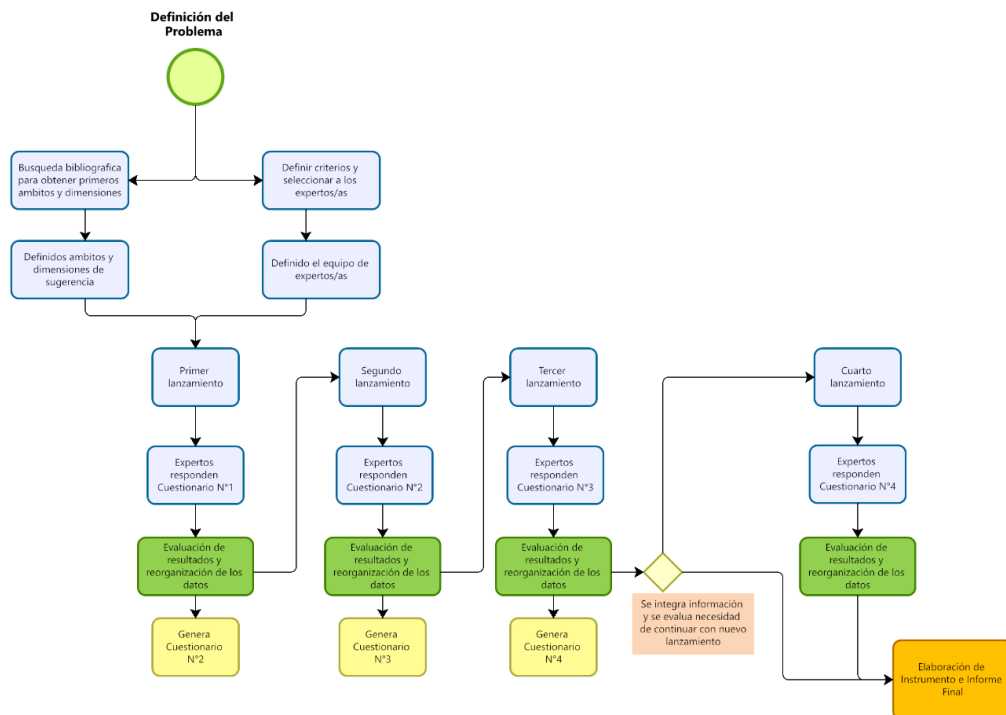 Definición del
Problema
Busqueda bibliografica
para obtener primeros
ambitos y dimensiones
Definir criterios y
seleccionar a los
expertos/as
Definidos ambitos y
dimensiones de
sugerencia
Definido el equipo de
expertos/as
Primer
lanzamiento
Segundo
lanzamiento
Tercer
lanzamiento
Cuarto
lanzamiento
Expertos
responden
Cuestionario N°1
Expertos
responden
Cuestionario N°2
Expertos
responden
Cuestionario N°3
Expertos
responden
Cuestionario N°4
Evaluación de
resultados y
reorganización de los
datos
Evaluación de
resultados y
reorganización de los
datos
Evaluación de
resultados y
reorganización de los
datos
Evaluación de
resultados y
reorganización de los
datos
Se integra información
y se evalua necesidad
de continuar con nuevo
lanzamiento
Genera
Cuestionario
N°2
Genera
Cuestionario
N°3
Genera
Cuestionario
N°4
Elaboración de
Instrumento e Informe
Final